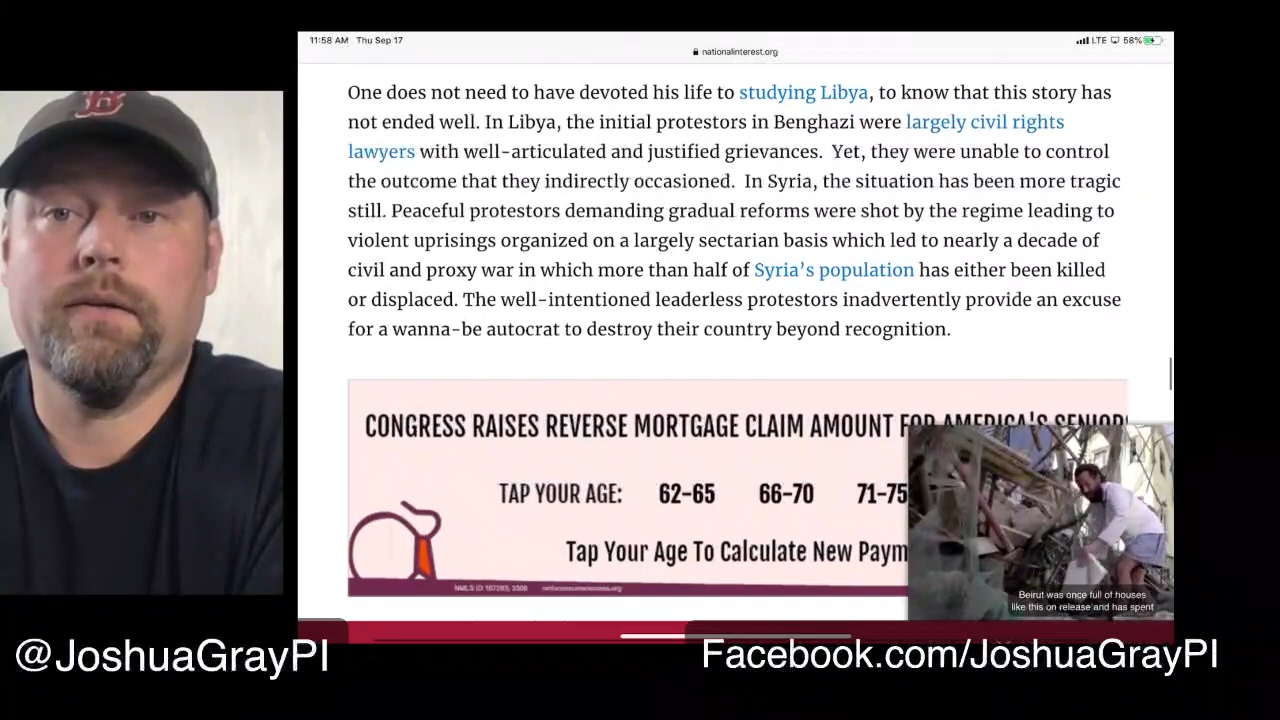 11:58 AM Thu Sep 17
LTE 58%
nationalinterest.org
One does not need to have devoted his life to studying Libya, to know that this story has
not ended well. In Libya, the initial protestors in Benghazi were largely civil rights
lawyers with well-articulated and justified grievances. Yet, they were unable to control
the outcome that they indirectly occasioned. In Syria, the situation has been more tragic
still. Peaceful protestors demanding gradual reforms were shot by the regime leading to
violent uprisings organized on a largely sectarian basis which led to nearly a decade of
civil and proxy war in which more than half of Syria's population has either been killed
or displaced. The well-intentioned leaderless protestors inadvertently provide an excuse
for a wanna-be autocrat to destroy their country beyond recognition.
B
CONGRESS RAISES REVERSE MORTGAGE CLAIM AMOUNT FOR AMERICA'S SENIORS
TAP YOUR AGE: 62-65 66-70 71-75
Tap Your Age To Calculate New Paym
NMLS ID
Beirut was once full of houses
like this on release and has spent
@JoshuaGrayPI
Facebook.com/JoshuaGrayPI